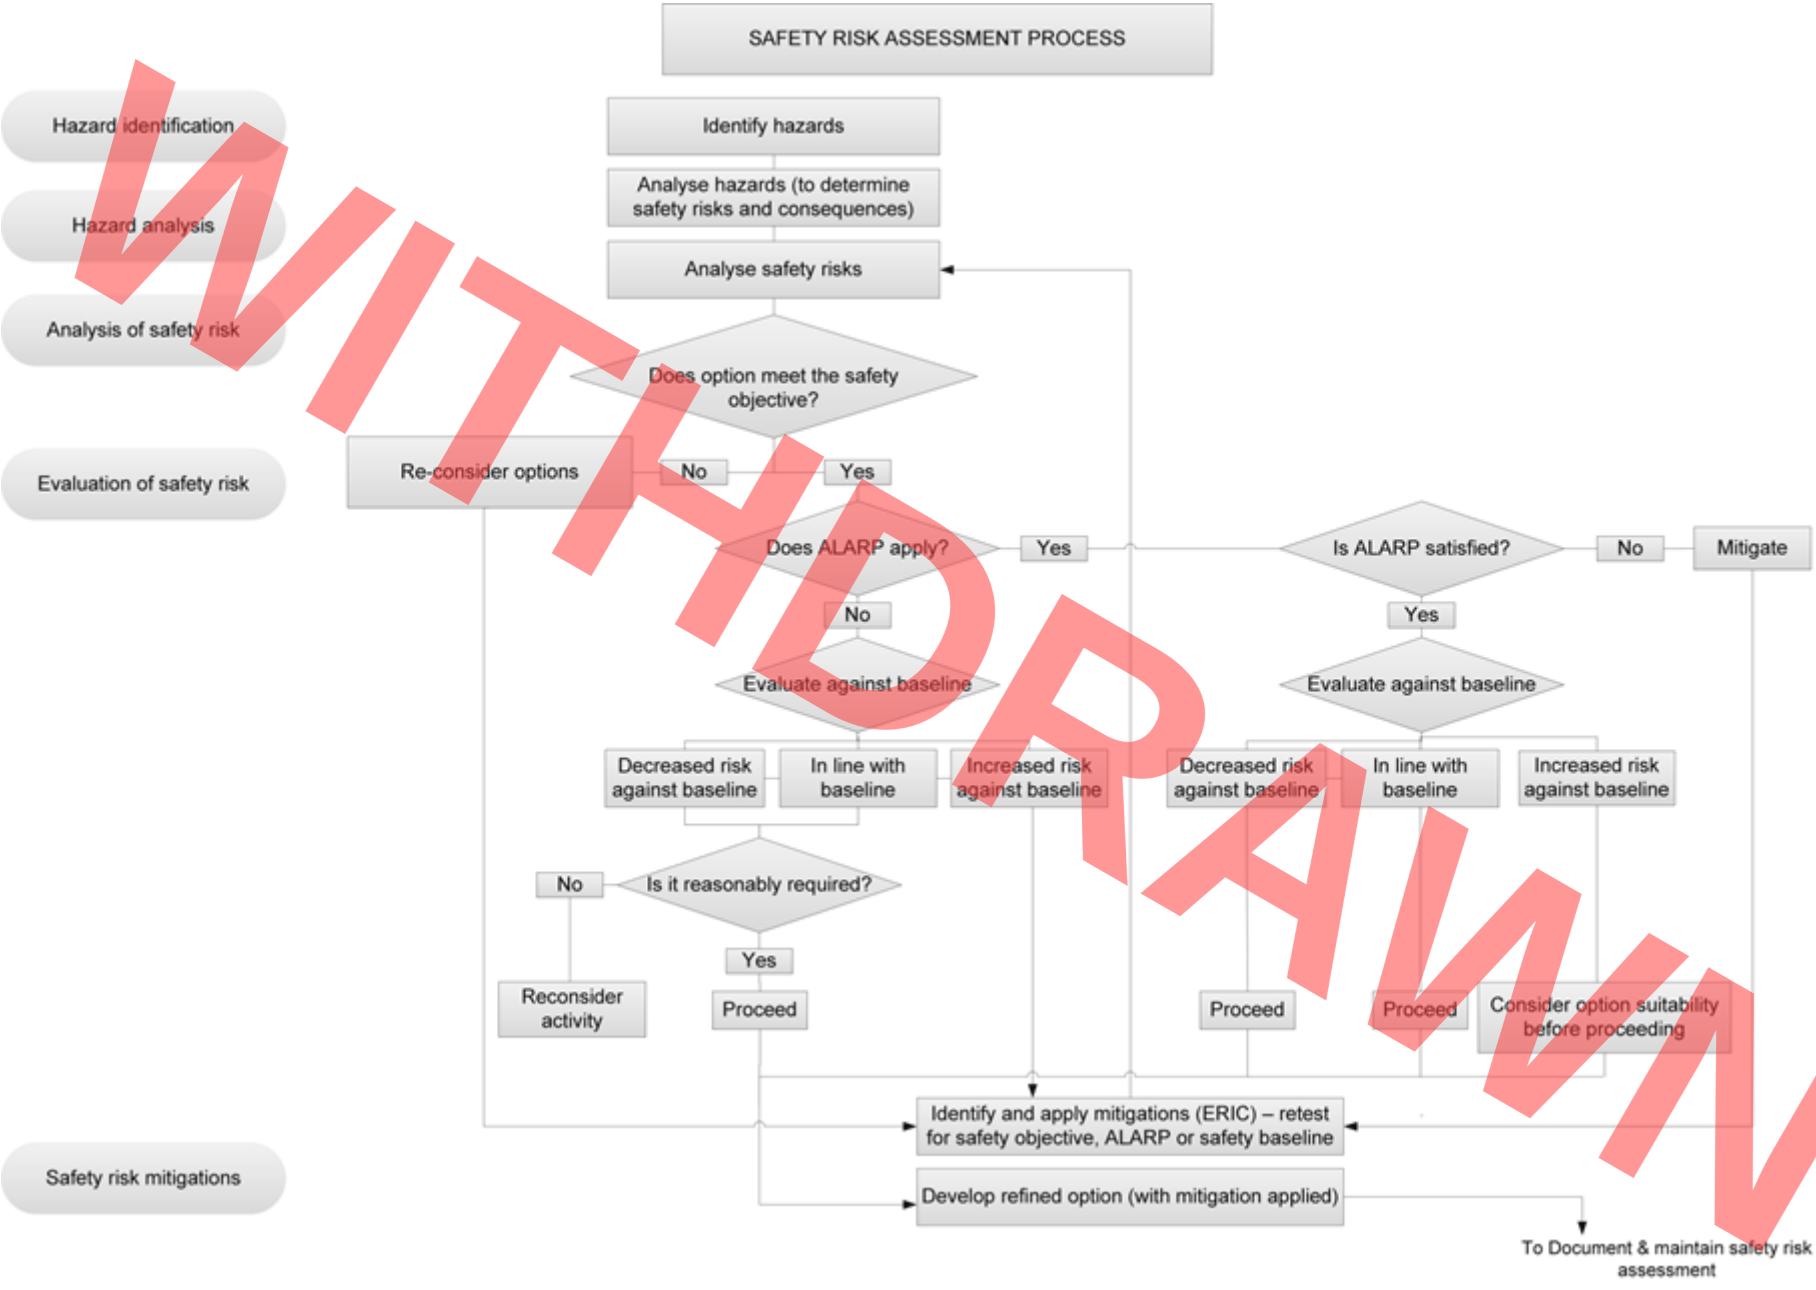 SAFETY RISK ASSESSMENT PROCESS
Hazard identification
Identify hazards
Hazard analysis
Analyse hazards (to determine
safety risks and consequences)
Analyse safety risks
Analysis of safety risk
Does option meet the safety
objective?
Evaluation of safety risk
Re-consider options
No
Yes
Does ALARP apply?
Yes
Is ALARP satisfied?
No
Mitigate
No
Yes
Evaluate against baseline
Evaluate against baseline
Decreased risk
against baseline
In line with
baseline
Increased risk
against baseline
Decreased risk
against baseline
In line with
baseline
Increased risk
against baseline
No
Is it reasonably required?
Yes
Reconsider
activity
Proceed
Proceed
Proceed
Consider option suitability
before proceeding
Identify and apply mitigations (ERIC) – retest
for safety objective, ALARP or safety baseline
Safety risk mitigations
Develop refined option (with mitigation applied)
To Document & maintain safety risk
assessment
WITHDRAWN